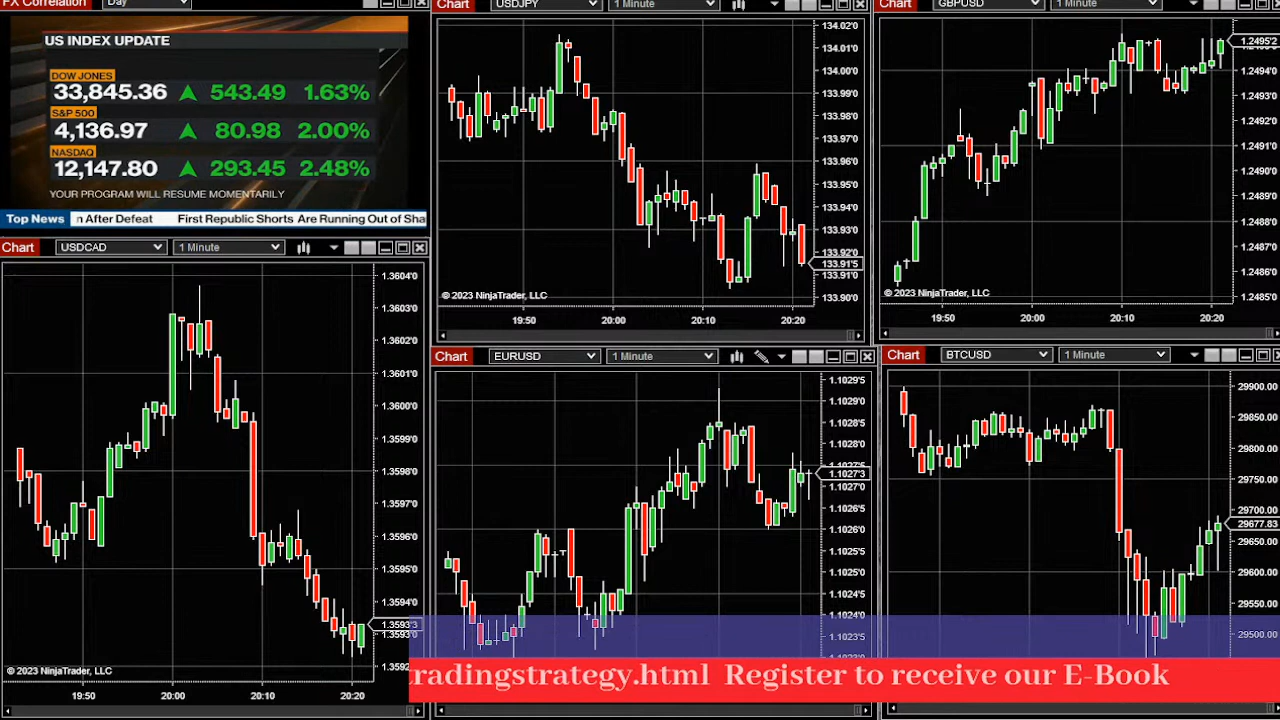 FX Correlation Day
US INDEX UPDATE
DOW JONES
33,845.36 543.49 1.63%
S&P 500
4,136.97 80.98 2.00%
NASDAQ
12,147.80 293.45 2.48%
YOUR PROGRAM WILL RESUME MOMENTARILY
Top News n After Defeat First Republic Shorts Are Running Out of Sha
Chart USDJPY 1 Minute
134.02'0
134.01'0
134.00'0
133.99'0
133.98'0
133.97'0
133.96'0
133.95'0
133.94'0
133.93'0
133.92'0
133.91'5
133.91'0
133.90'0
© 2023 NinjaTrader, LLC
19:50 20:00 20:10 20:20
Chart GBPUSD 1 Minute
1.2495'2
1.2494'0
1.2493'0
1.2492'0
1.2491'0
1.2490'0
1.2489'0
1.2488'0
1.2487'0
1.2486'0
1.2485'0
© 2023 NinjaTrader, LLC
19:50 20:00 20:10 20:20
Chart USDCAD 1 Minute
1.3604'0
1.3603'0
1.3602'0
1.3601'0
1.3600'0
1.3599'0
1.3598'0
1.3597'0
1.3596'0
1.3595'0
1.3594'0
1.3593'3
1.3593'0
1.3592
© 2023 NinjaTrader, LLC
19:50 20:00 20:10 20:20
Chart EURUSD 1 Minute
1.1029'5
1.1029'0
1.1028'5
1.1028'0
1.1027'3
1.1027'0
1.1026'5
1.1026'0
1.1025'5
1.1025'0
1.1024'5
1.1024'0
1.1023'5
Chart BTCUSD 1 Minute
29900.00
29850.00
29800.00
29750.00
29700.00
29677.83
29650.00
29600.00
29550.00
29500.00
radingstrategy.html Register to receive our E-Book